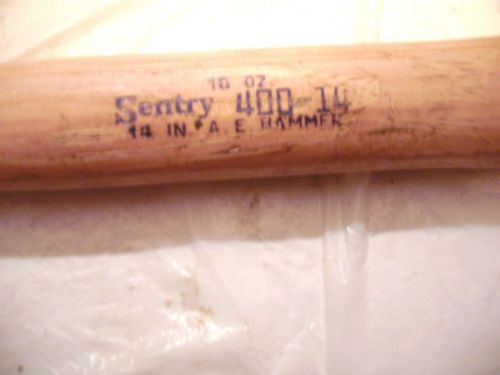 16 OZ
Sentry 400-14
14 IN. A. E. HAMMER